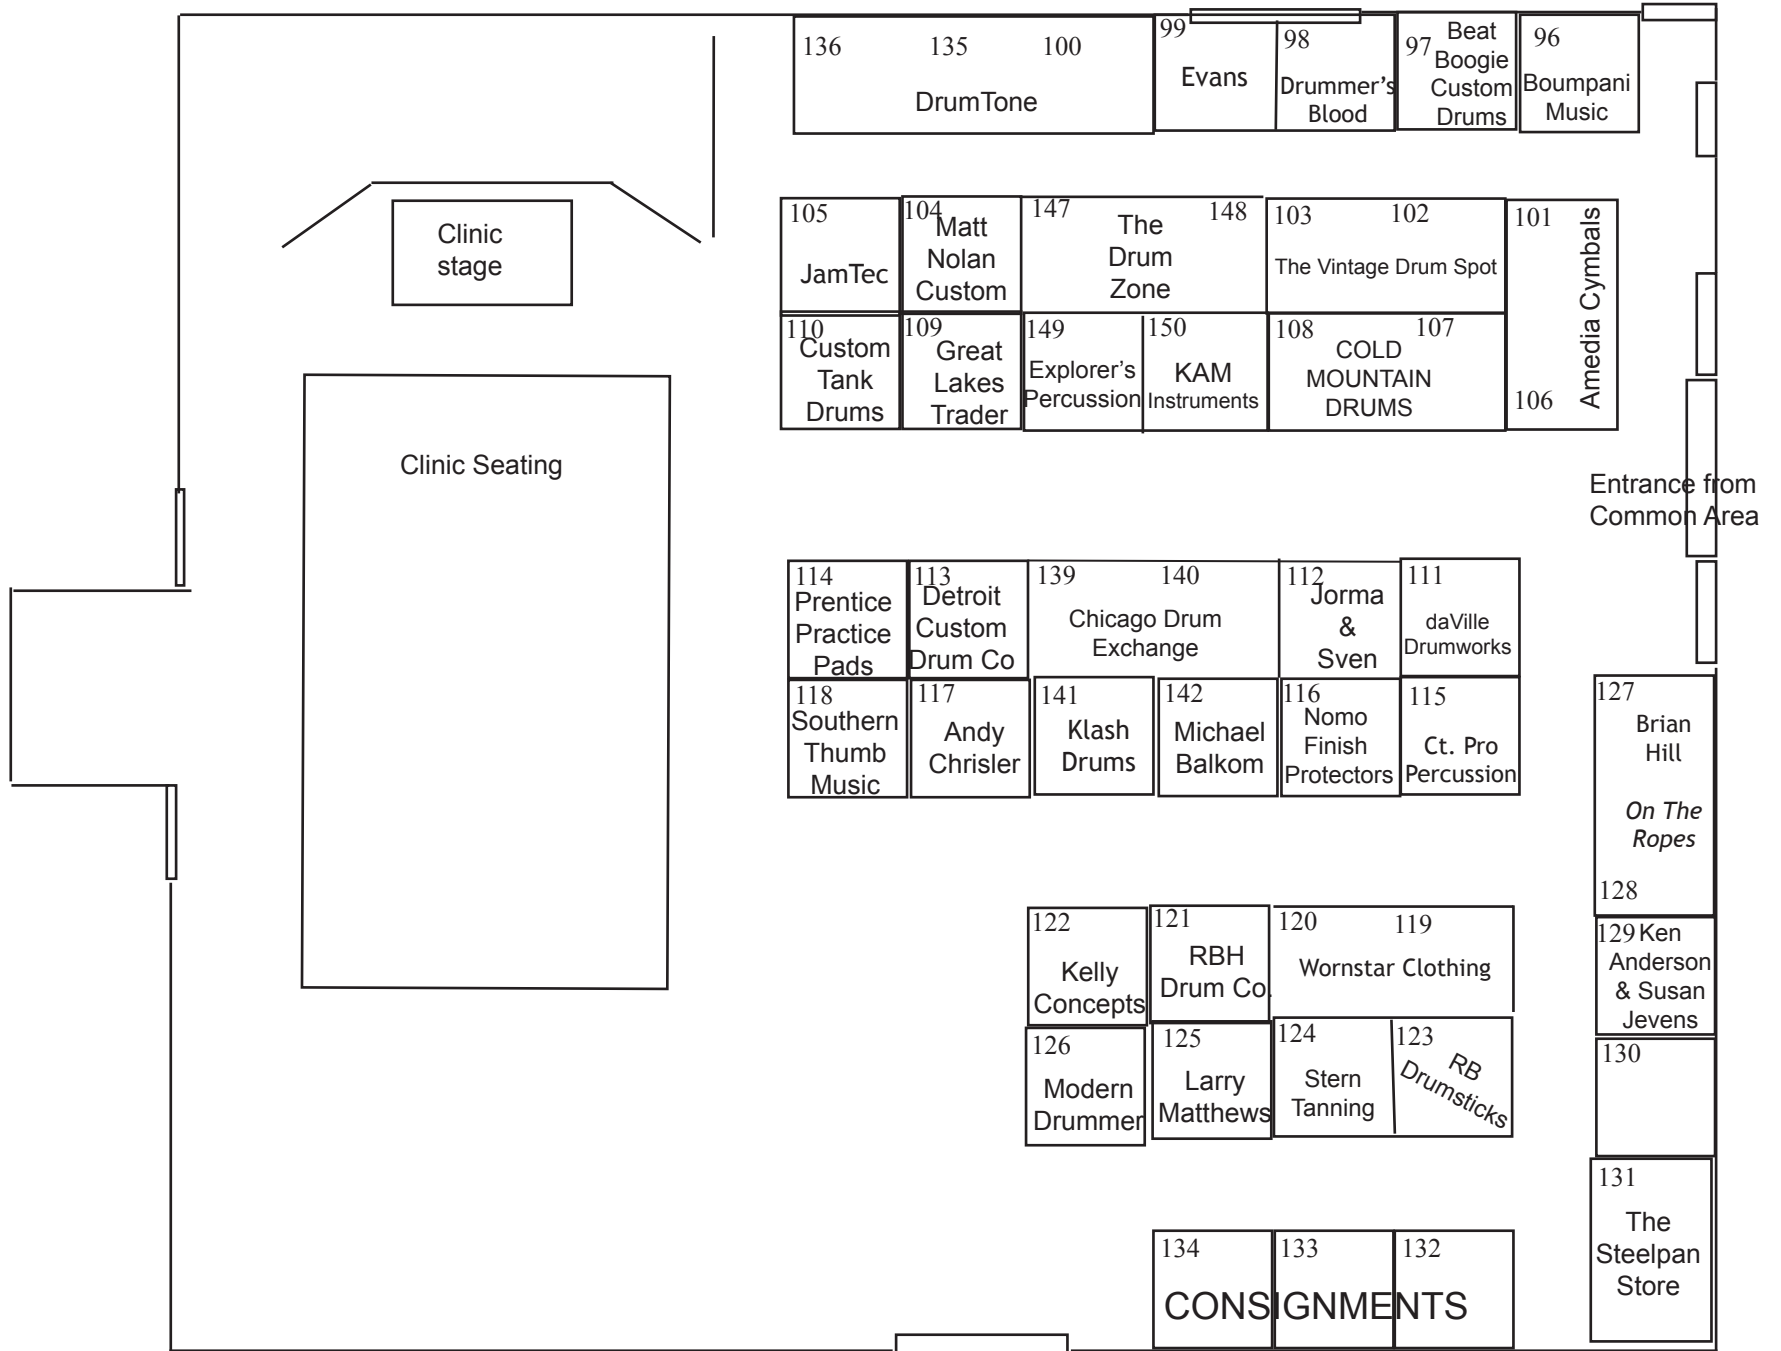 136 135 100
DrumTone
99
Evans
98
Drummer's
Blood
97
Beat
Boogie
Custom
Drums
96
Boumpani
Music
Clinic
stage
105
JamTec
104
Matt
Nolan
Custom
147 148
The
Drum
Zone
103 102
The Vintage Drum Spot
101
Amedia Cymbals
106
110
Custom
Tank
Drums
109
Great
Lakes
Trader
149
Explorer's
Percussion
150
KAM
Instruments
108 107
COLD
MOUNTAIN
DRUMS
Clinic Seating
Entrance from
Common Area
114
Prentice
Practice
Pads
113
Detroit
Custom
Drum Co
139 140
Chicago Drum
Exchange
112
Jorma
&
Sven
111
daVille
Drumworks
118
Southern
Thumb
Music
117
Andy
Chrisler
141
Klash
Drums
142
Michael
Balkom
116
Nomo
Finish
Protectors
115
Ct. Pro
Percussion
127
Brian
Hill
On The
Ropes
128
122
Kelly
Concepts
121
RBH
Drum Co.
120 119
Wornstar Clothing
129 Ken
Anderson
& Susan
Jevens
126
Modern
Drummer
125
Larry
Matthews
124
Stern
Tanning
123
RB
Drumsticks
130
131
The
Steelpan
Store
134 133 132
CONSIGNMENTS